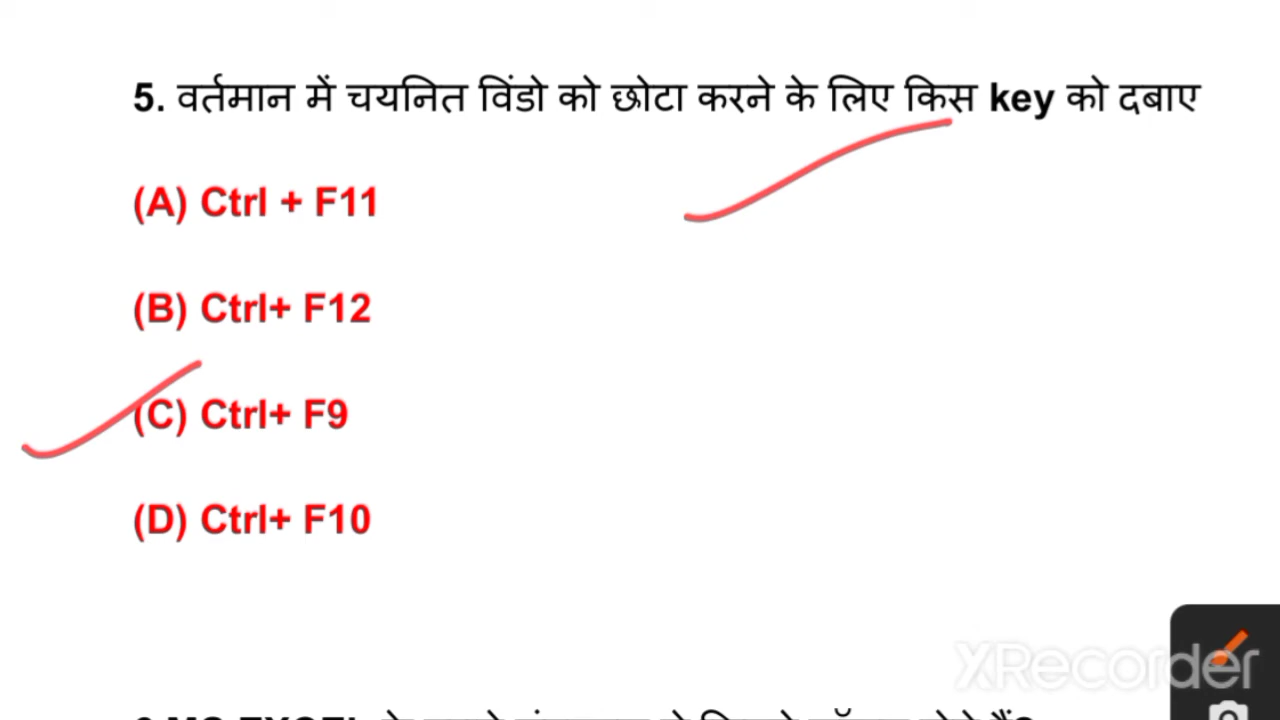 5. वर्तमान में चयनित विंडो को छोटा करने के लिए किस key को दबाए
(A) Ctrl + F11
(B) Ctrl+ F12
(C) Ctrl+ F9
(D) Ctrl+ F10
XRecorder